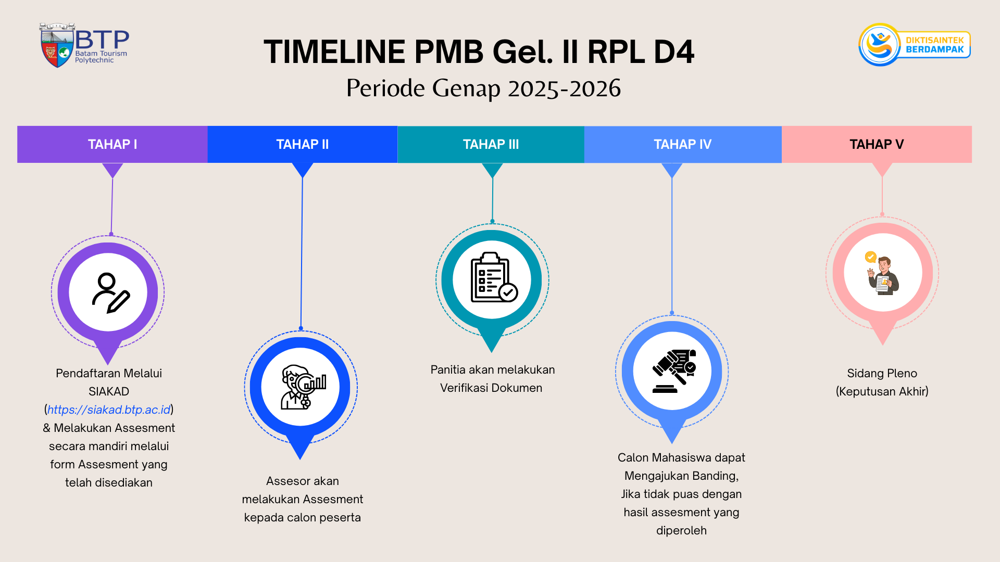 BTP
Batam Tourism
Polytechnic
TIMELINE PMB Gel. II RPL D4
Periode Genap 2025-2026
DIKTISAINTEK
BERDAMPAK
TAHAP I
TAHAP II
TAHAP III
TAHAP IV
TAHAP V
Pendaftaran Melalui
SIAKAD
(https://siakad.btp.ac.id)
& Melakukan Assesment
secara mandiri melalui
form Assesment yang
telah disediakan
Assesor akan
melakukan Assesment
kepada calon peserta
Panitia akan melakukan
Verifikasi Dokumen
Calon Mahasiswa dapat
Mengajukan Banding,
Jika tidak puas dengan
hasil assesment yang
diperoleh
Sidang Pleno
(Keputusan Akhir)